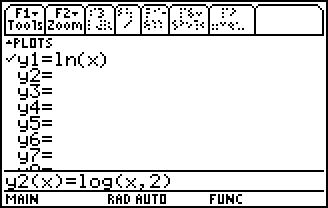 F1 F2
Tools Zoom
PLOTS
✓y1=ln(x)
y2=
y3=
y4=
y5=
y6=
y7=
y2(x)=log(x,2)
MAIN RAD AUTO FUNC